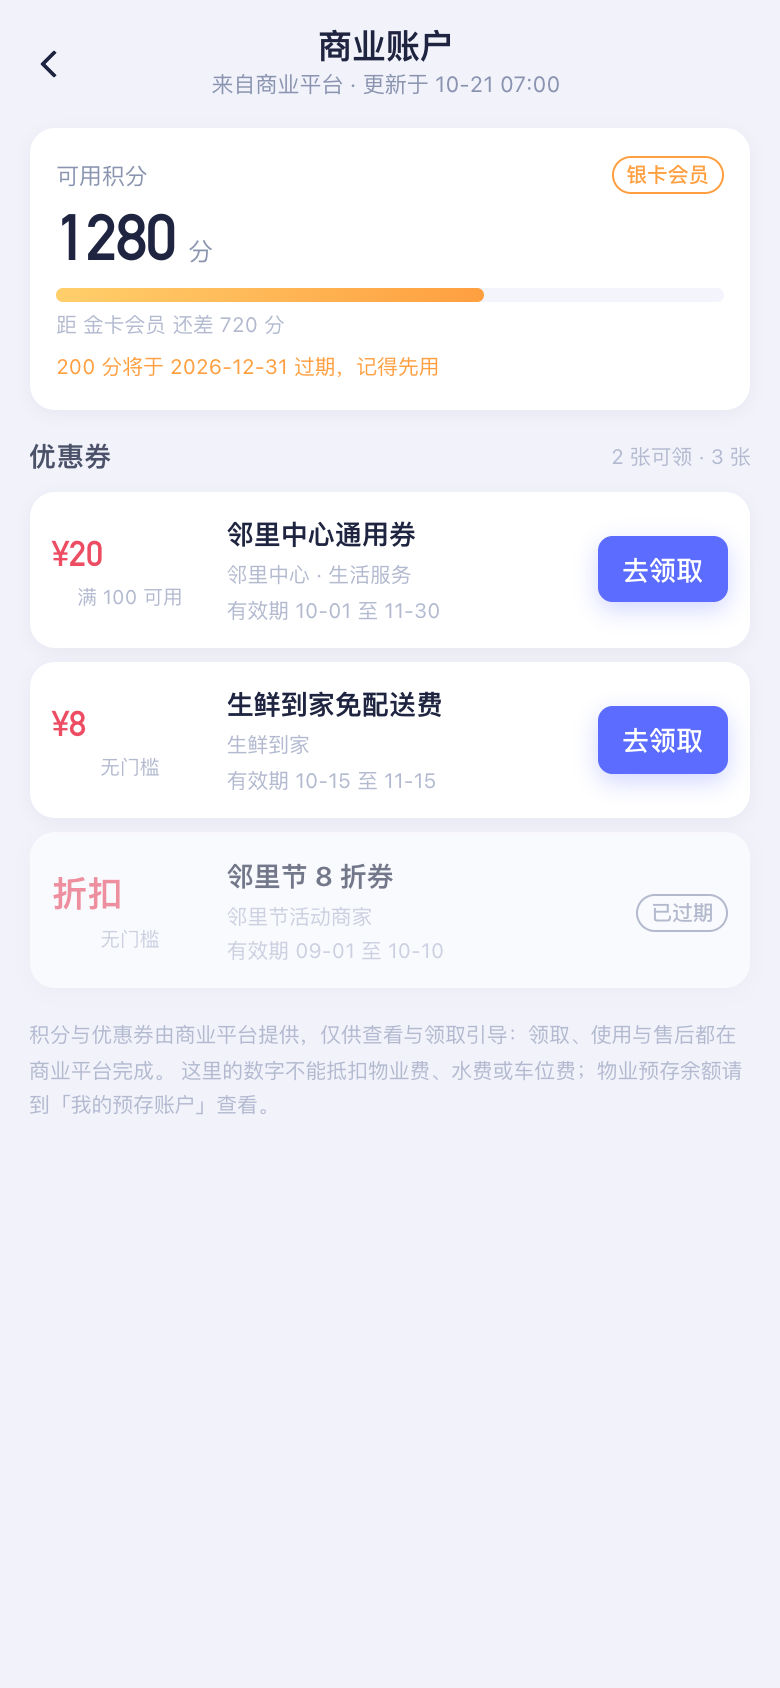 商业账户
来自商业平台 · 更新于 10-21 07:00
可用积分
银卡会员
1280 分
距 金卡会员 还差 720 分
200 分将于 2026-12-31 过期，记得先用
优惠券
2 张可领 · 3 张
¥20
满 100 可用
邻里中心通用券
邻里中心 · 生活服务
有效期 10-01 至 11-30
去领取
¥8
无门槛
生鲜到家免配送费
生鲜到家
有效期 10-15 至 11-15
去领取
折扣
无门槛
邻里节 8 折券
邻里节活动商家
有效期 09-01 至 10-10
已过期
积分与优惠券由商业平台提供，仅供查看与领取引导：领取、使用与售后都在
商业平台完成。 这里的数字不能抵扣物业费、水费或车位费；物业预存余额请
到「我的预存账户」查看。